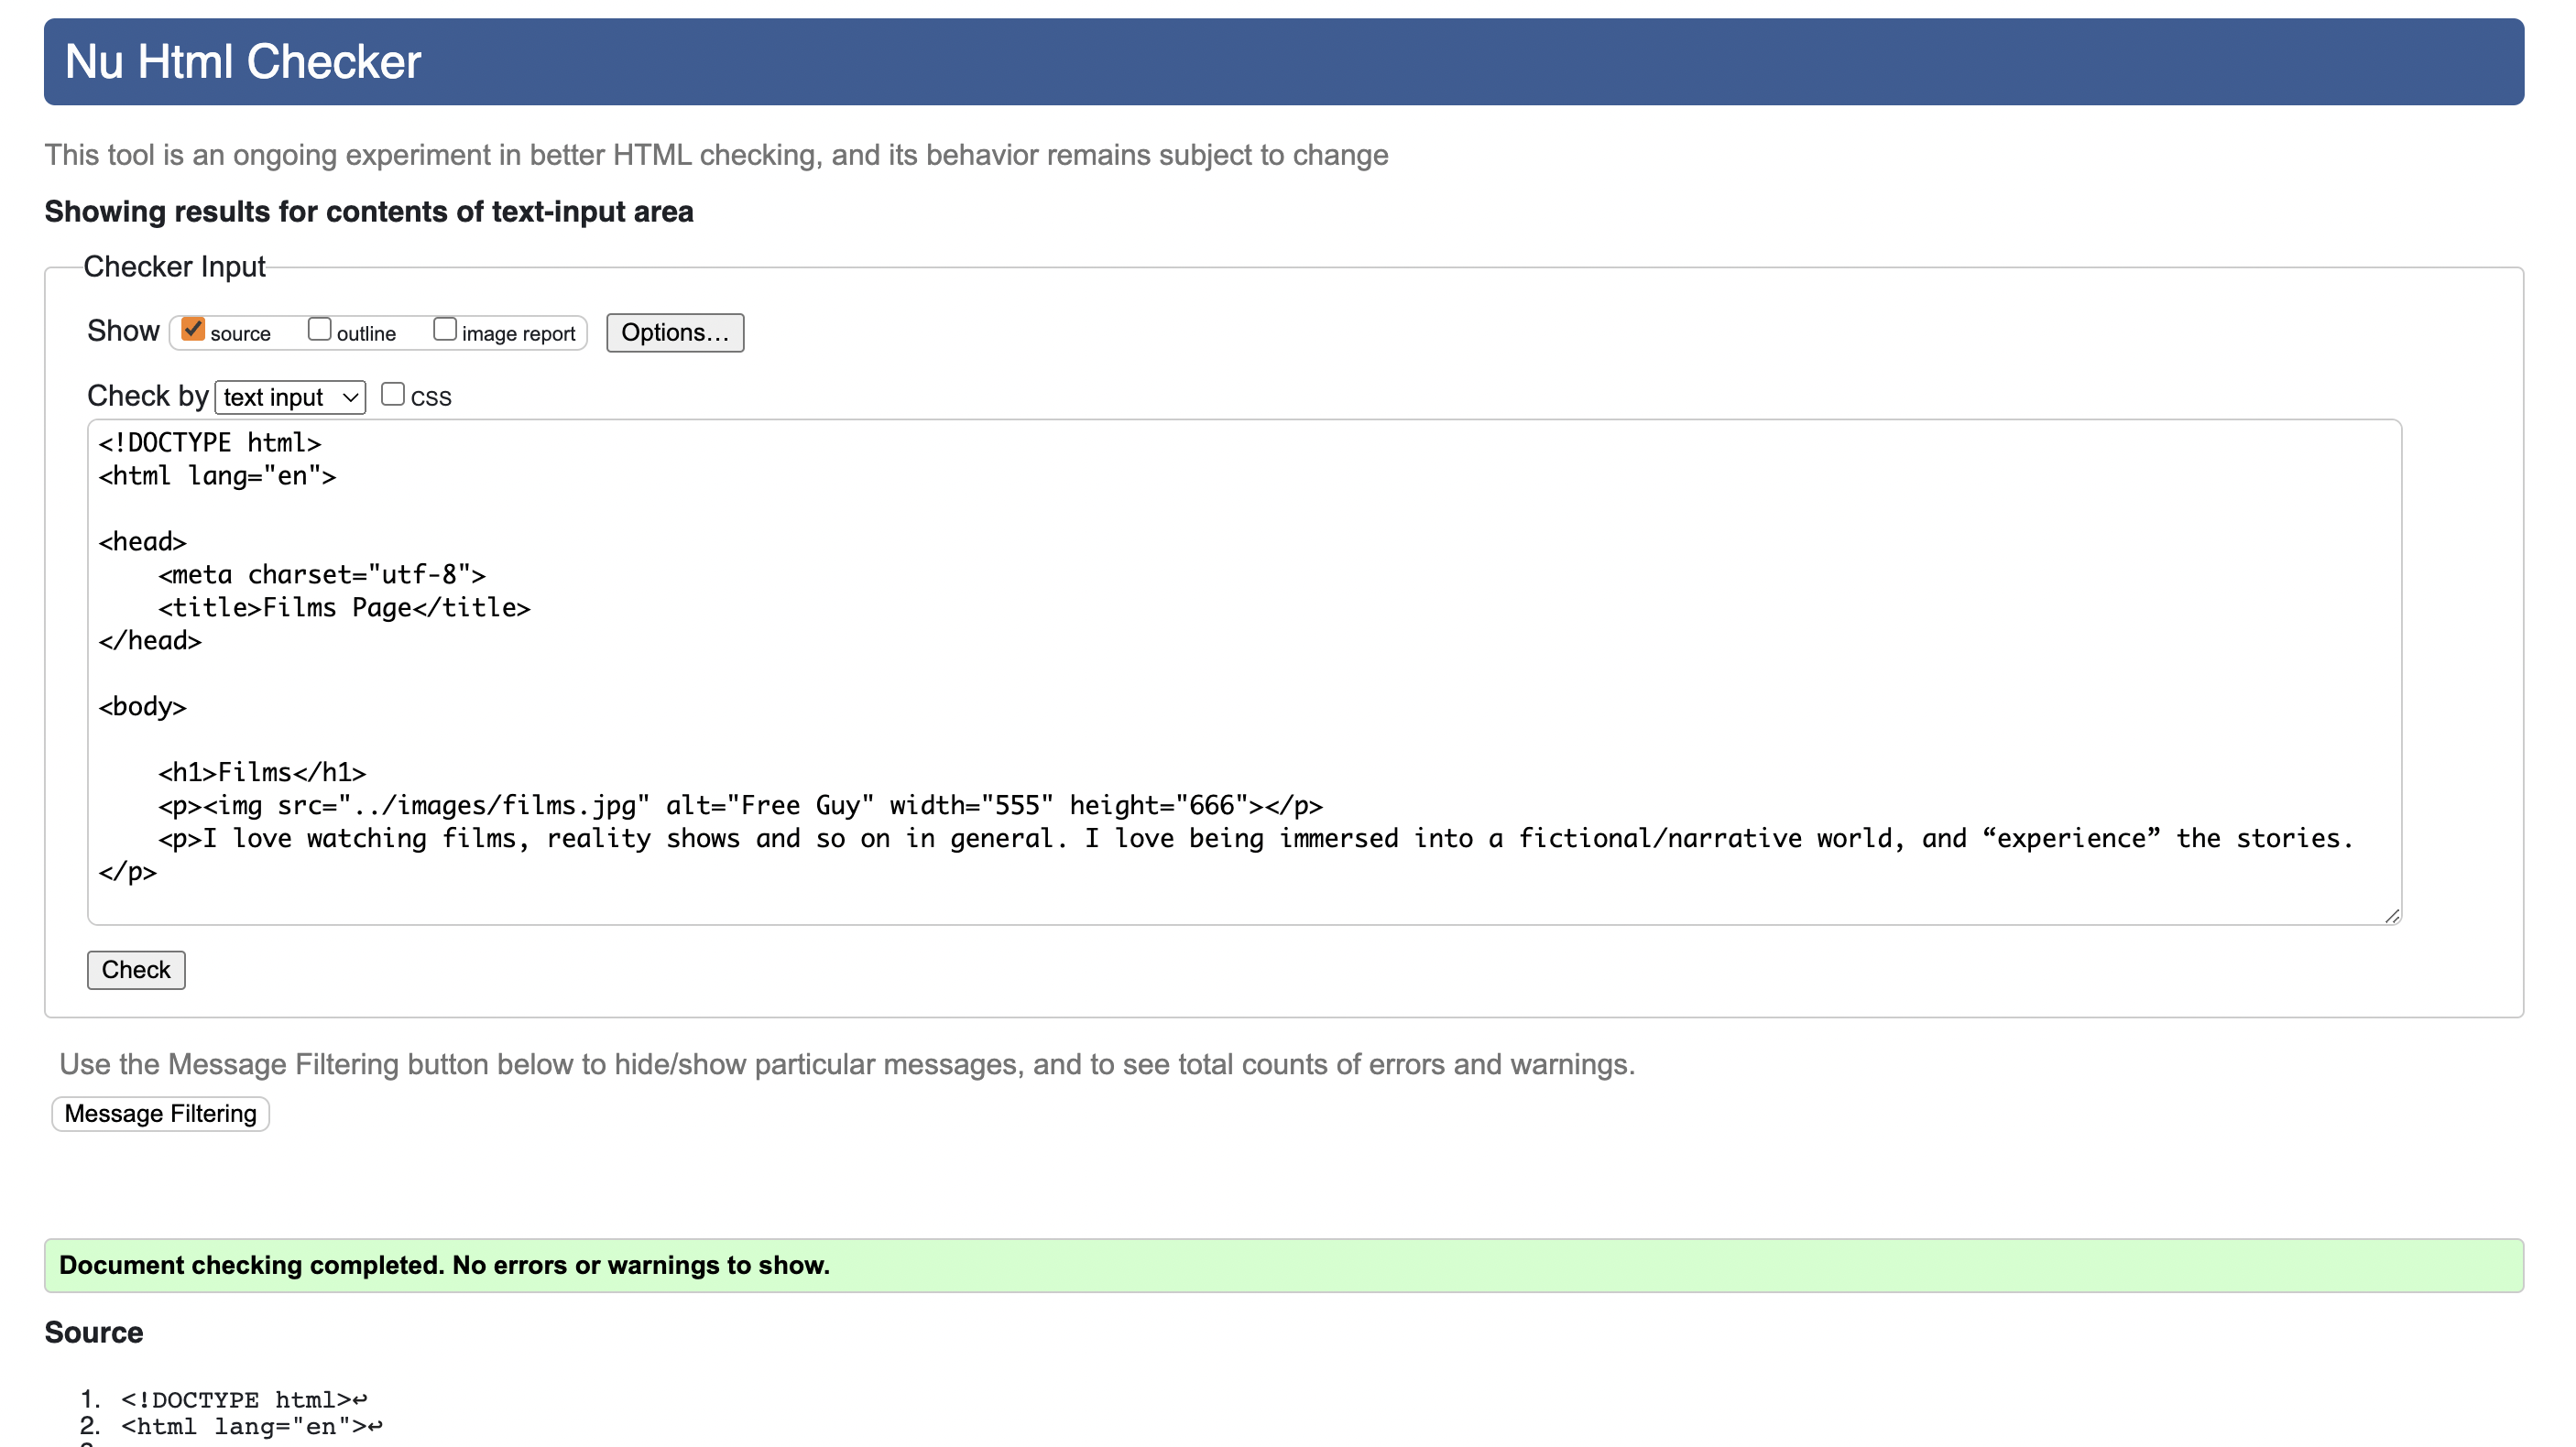 Nu Html Checker
This tool is an ongoing experiment in better HTML checking, and its behavior remains subject to change
Showing results for contents of text-input area
Checker Input
Show source outline image report Options...
Check by text input CSS
<!DOCTYPE html>
<html lang="en">
<head>
    <meta charset="utf-8">
    <title>Films Page</title>
</head>
<body>
    <h1>Films</h1>
    <p><img src="../images/films.jpg" alt="Free Guy" width="555" height="666"></p>
    <p>I love watching films, reality shows and so on in general. I love being immersed into a fictional/narrative world, and “experience” the stories.
</p>
Check
Use the Message Filtering button below to hide/show particular messages, and to see total counts of errors and warnings.
Message Filtering
Document checking completed. No errors or warnings to show.
Source
1. <!DOCTYPE html>↩
2. <html lang="en">↩